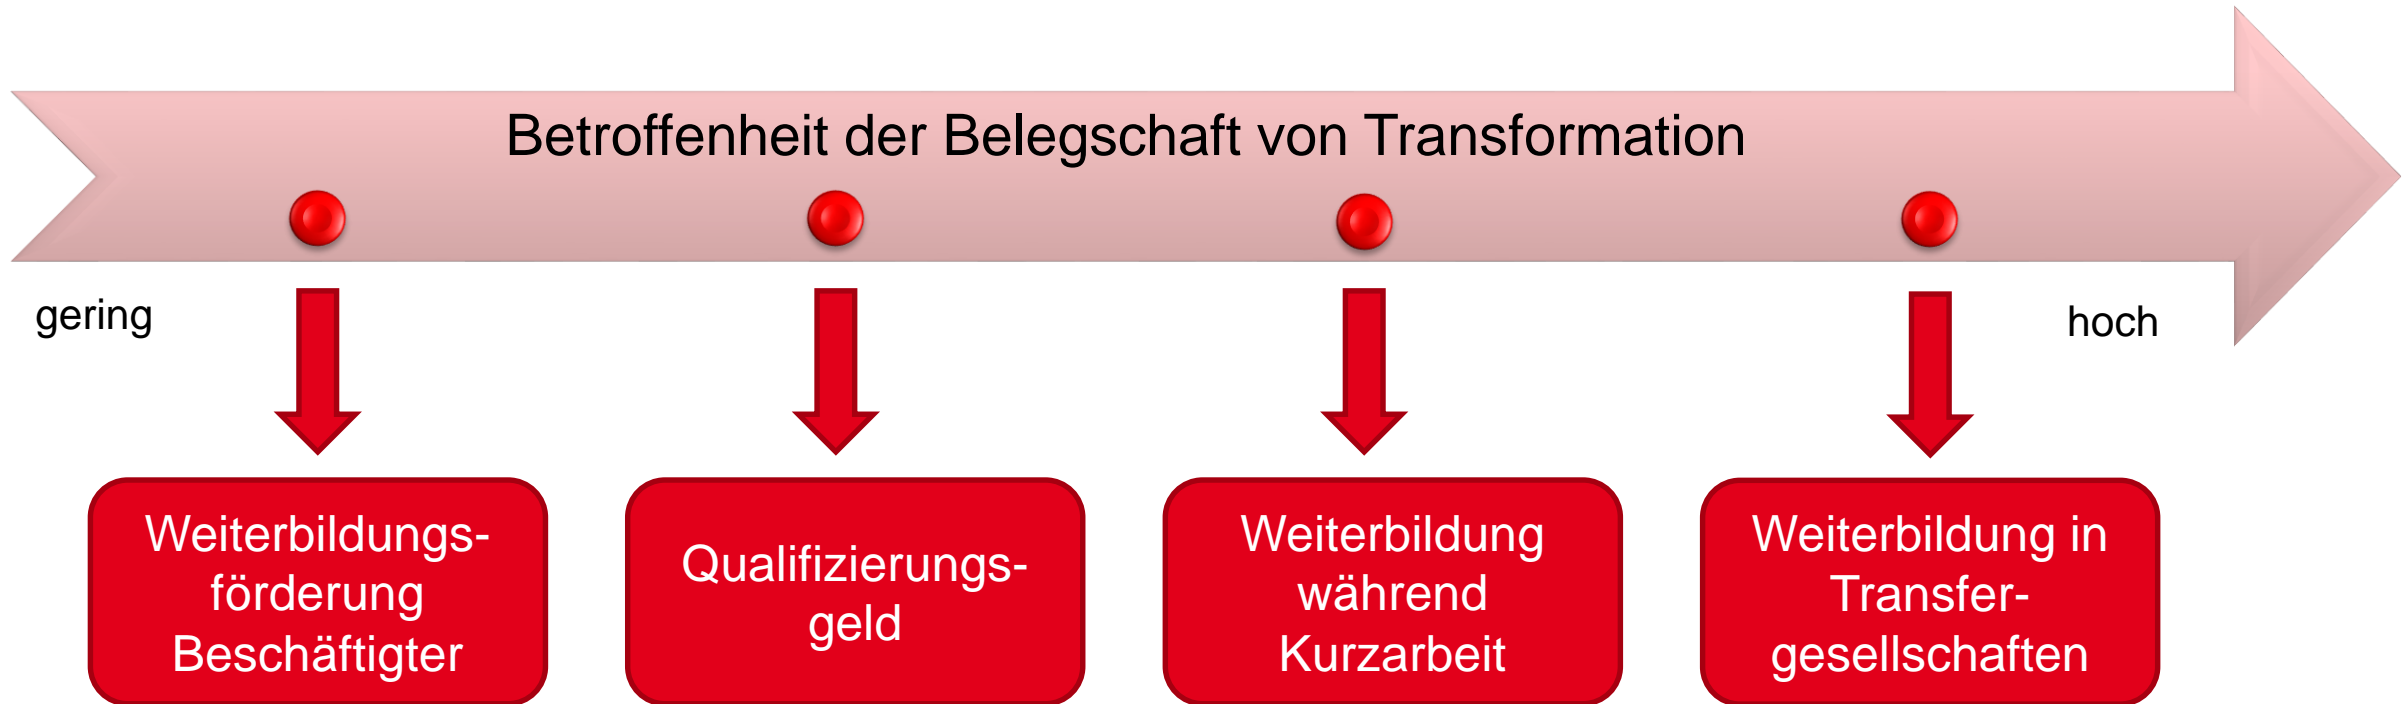 Betroffenheit der Belegschaft von Transformation
gering
hoch
Weiterbildungs-
förderung
Beschäftigter
Qualifizierungs-
geld
Weiterbildung
während
Kurzarbeit
Weiterbildung in
Transfer-
gesellschaften